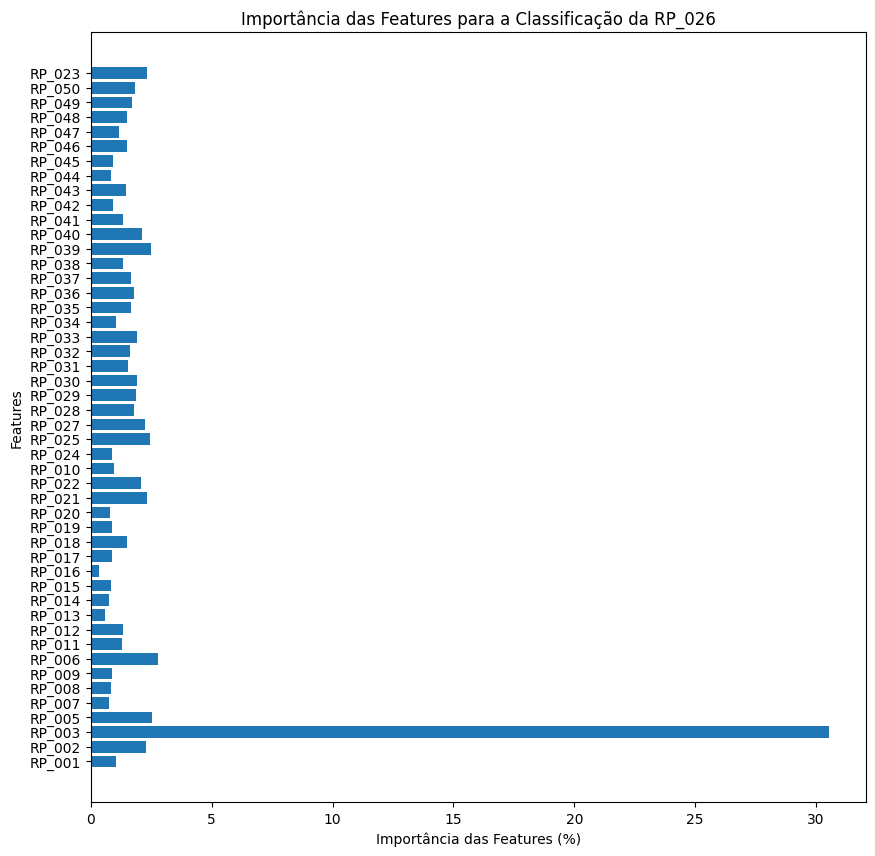 Importância das Features para a Classificação da RP_026
RP_023
RP_050
RP_049
RP_048
RP_047
RP_046
RP_045
RP_044
RP_043
RP_042
RP_041
RP_040
RP_039
RP_038
RP_037
RP_036
RP_035
RP_034
RP_033
RP_032
RP_031
RP_030
RP_029
RP_028
RP_027
RP_025
RP_024
RP_010
RP_022
RP_021
RP_020
RP_019
RP_018
RP_017
RP_016
RP_015
RP_014
RP_013
RP_012
RP_011
RP_006
RP_009
RP_008
RP_007
RP_005
RP_003
RP_002
RP_001
Features
0 5 10 15 20 25 30
Importância das Features (%)